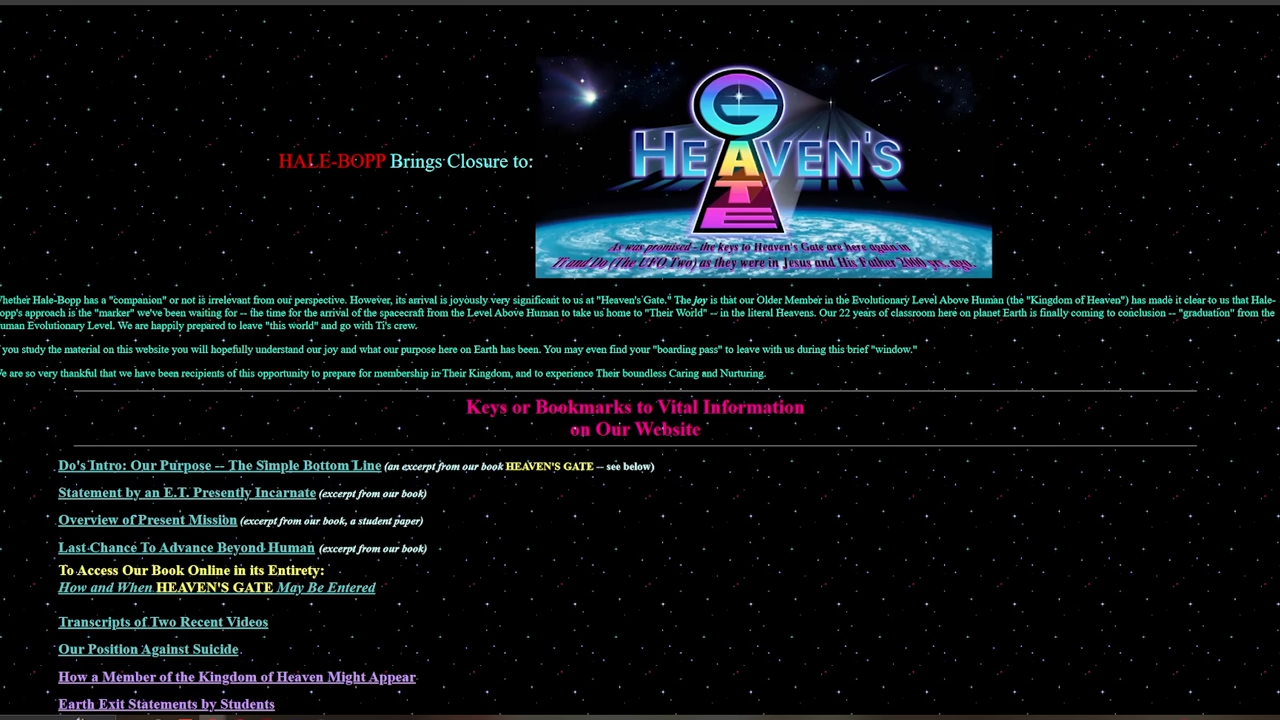 HALE-BOPP Brings Closure to:
HEAVEN'S
GATE
As was promised - the keys to Heaven's Gate are here again in
Ti and Do (The UFO Two) as they were in Jesus and His Father 2000 yrs. ago.
hether Hale-Bopp has a "companion" or not is irrelevant from our perspective. However, its arrival is joyously very significant to us at "Heaven's Gate." The joy is that our Older Member in the Evolutionary Level Above Human (the "Kingdom of Heaven") has made it clear to us that Hale-
opp's approach is the "marker" we've been waiting for -- the time for the arrival of the spacecraft from the Level Above Human to take us home to "Their World" -- in the literal Heavens. Our 22 years of classroom here on planet Earth is finally coming to conclusion -- "graduation" from the
uman Evolutionary Level. We are happily prepared to leave "this world" and go with Ti's crew.
you study the material on this website you will hopefully understand our joy and what our purpose here on Earth has been. You may even find your "boarding pass" to leave with us during this brief "window."
e are so very thankful that we have been recipients of this opportunity to prepare for membership in Their Kingdom, and to experience Their boundless Caring and Nurturing.
Keys or Bookmarks to Vital Information
on Our Website
Do's Intro: Our Purpose -- The Simple Bottom Line (an excerpt from our book HEAVEN'S GATE -- see below)
Statement by an E.T. Presently Incarnate (excerpt from our book)
Overview of Present Mission (excerpt from our book, a student paper)
Last Chance To Advance Beyond Human (excerpt from our book)
To Access Our Book Online in its Entirety:
How and When HEAVEN'S GATE May Be Entered
Transcripts of Two Recent Videos
Our Position Against Suicide
How a Member of the Kingdom of Heaven Might Appear
Earth Exit Statements by Students